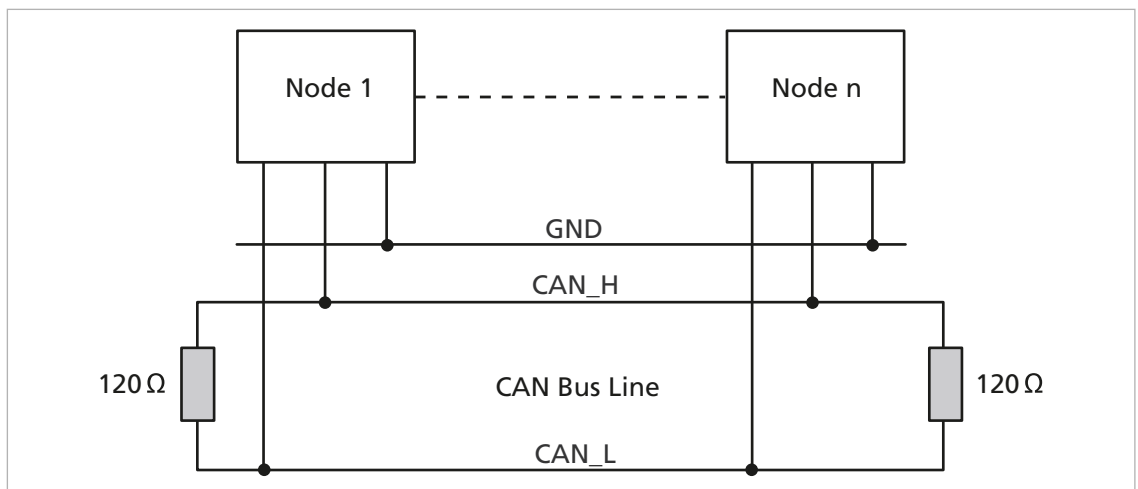 Node 1
Node n
GND
CAN_H
120 Ω
CAN Bus Line
120 Ω
CAN_L